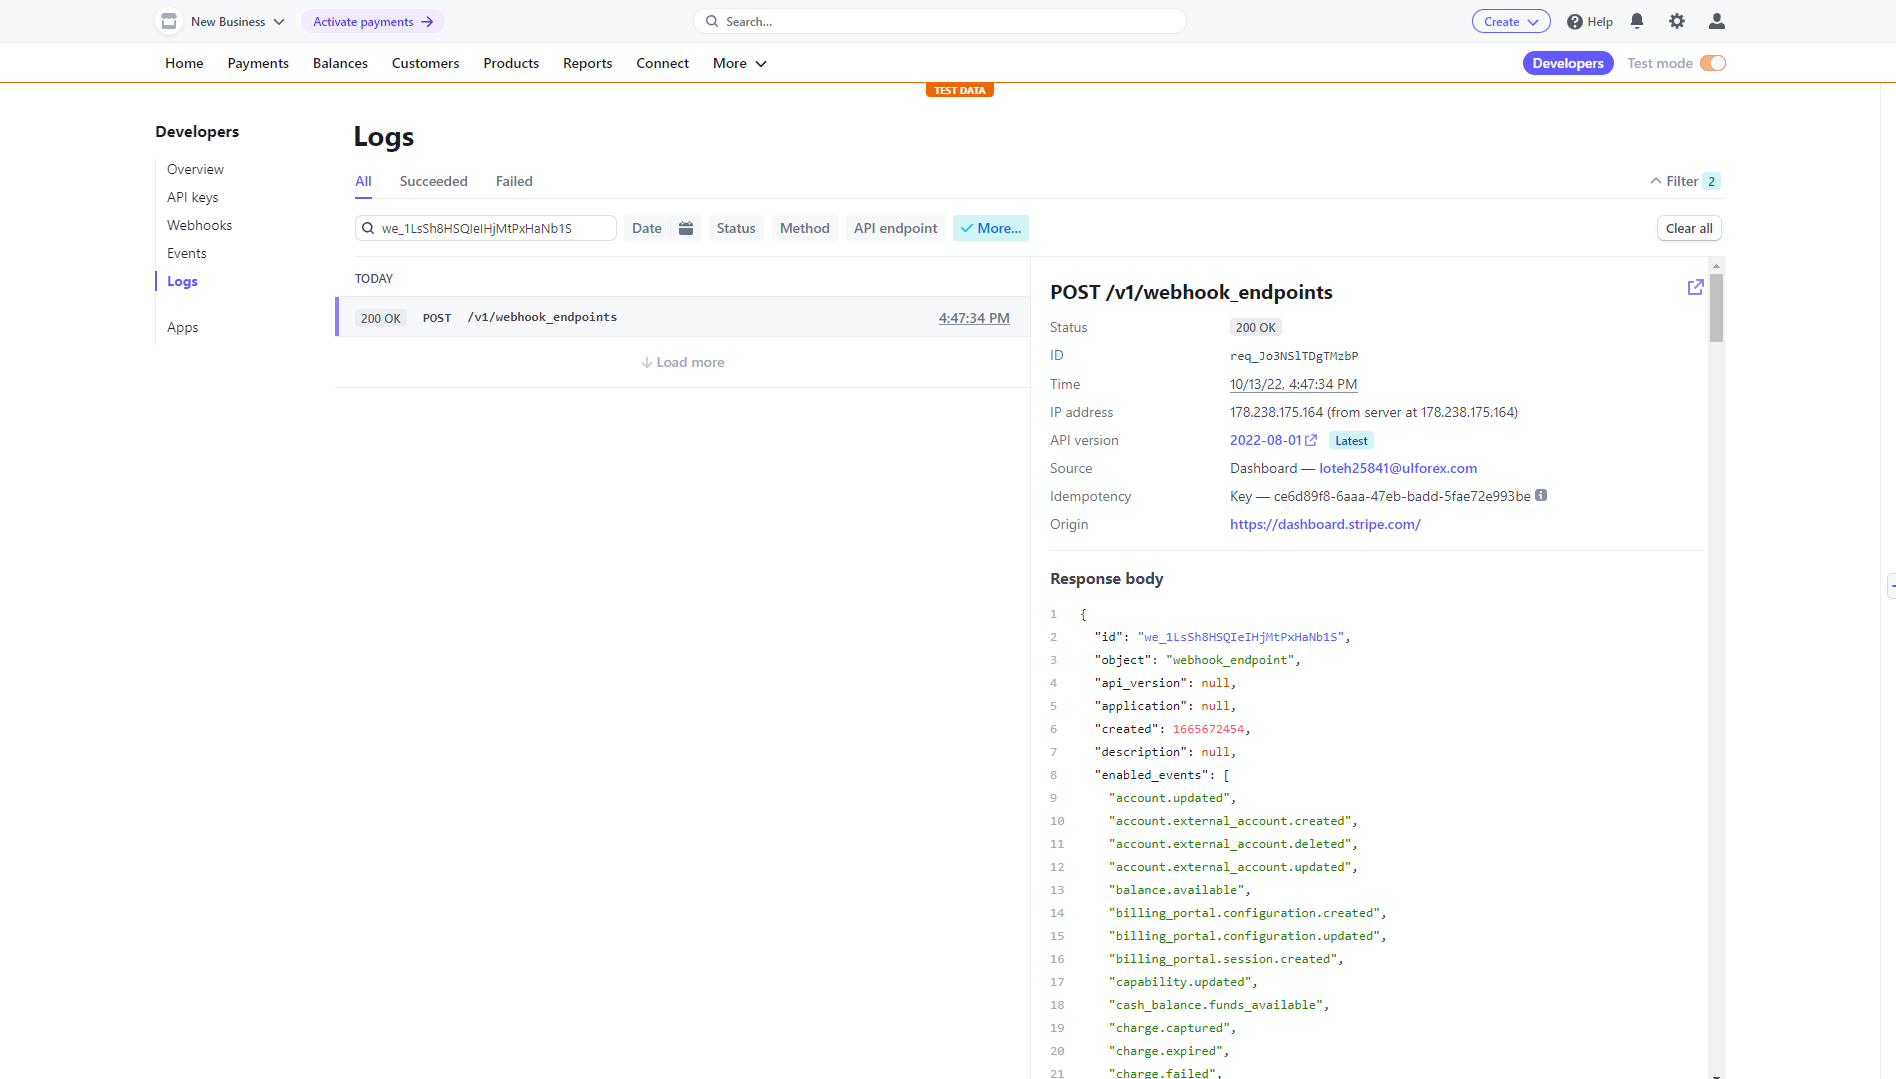 New Business
Activate payments
Search...
Create
Help
Home
Payments
Balances
Customers
Products
Reports
Connect
More
Developers
Test mode
TEST DATA
Developers
Overview
API keys
Webhooks
Events
Logs
Apps
Logs
All
Succeeded
Failed
Filter 2
we_1LsSh8HSQIeIHjMtPxHaNb1S
Date
Status
Method
API endpoint
More...
Clear all
TODAY
200 OK POST /v1/webhook_endpoints 4:47:34 PM
Load more
POST /v1/webhook_endpoints
Status 200 OK
ID req_Jo3NSlTDgTMzbP
Time 10/13/22, 4:47:34 PM
IP address 178.238.175.164 (from server at 178.238.175.164)
API version 2022-08-01 Latest
Source Dashboard — loteh25841@ulforex.com
Idempotency Key — ce6d89f8-6aaa-47eb-badd-5fae72e993be
Origin https://dashboard.stripe.com/
Response body
1 {
2 "id": "we_1LsSh8HSQIeIHjMtPxHaNb1S",
3 "object": "webhook_endpoint",
4 "api_version": null,
5 "application": null,
6 "created": 1665672454,
7 "description": null,
8 "enabled_events": [
9 "account.updated",
10 "account.external_account.created",
11 "account.external_account.deleted",
12 "account.external_account.updated",
13 "balance.available",
14 "billing_portal.configuration.created",
15 "billing_portal.configuration.updated",
16 "billing_portal.session.created",
17 "capability.updated",
18 "cash_balance.funds_available",
19 "charge.captured",
20 "charge.expired",
21 "charge.failed",